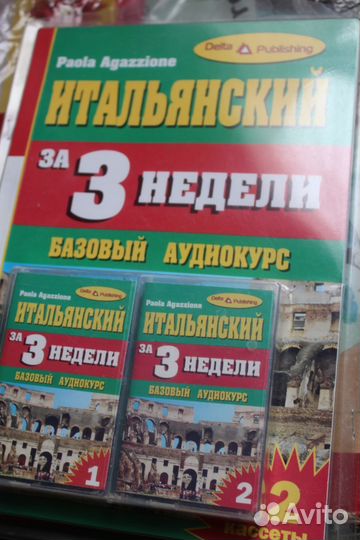 Delta Publishing
Paola Agazzione
ИТАЛЬЯНСКИЙ
ЗА 3 НЕДЕЛИ
БАЗОВЫЙ АУДИОКУРС
Delta Publishing
Paola Agazzione
ИТАЛЬЯНСКИЙ
ЗА 3 НЕДЕЛИ
БАЗОВЫЙ АУДИОКУРС
1
Delta Publishing
Paola Agazzione
ИТАЛЬЯНСКИЙ
ЗА 3 НЕДЕЛИ
БАЗОВЫЙ АУДИОКУРС
2
2
кассеты
Avito